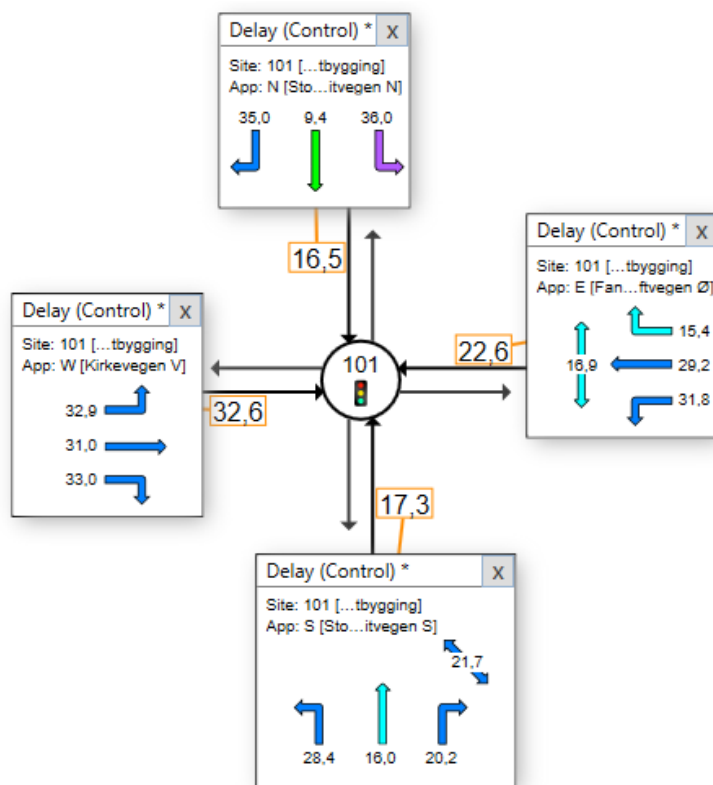 Delay (Control) * x
Site: 101 [...tbygging]
App: N [Sto...itvegen N]
35,0 9,4 36,0
16,5
Delay (Control) * x
Site: 101 [...tbygging]
App: E [Fan...ftvegen Ø]
15,4
16,9 29,2
31,8
22,6
Delay (Control) * x
Site: 101 [...tbygging]
App: W [Kirkevegen V]
32,9
31,0
33,0
32,6
101
17,3
Delay (Control) * x
Site: 101 [...tbygging]
App: S [Sto...itvegen S]
21,7
28,4 16,0 20,2